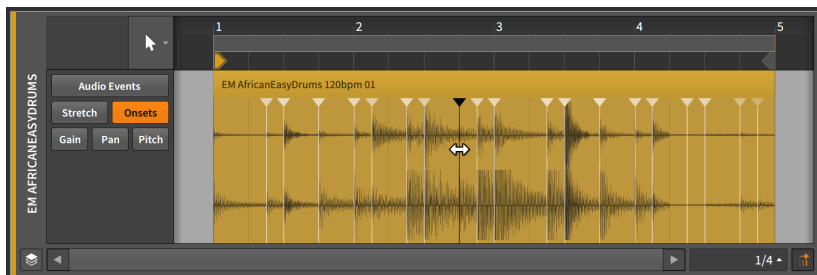 1 2 3 4 5
EM AFRICANEASYDRUMS
Audio Events
EM AfricanEasyDrums 120bpm 01
Stretch Onsets
Gain Pan Pitch
1/4